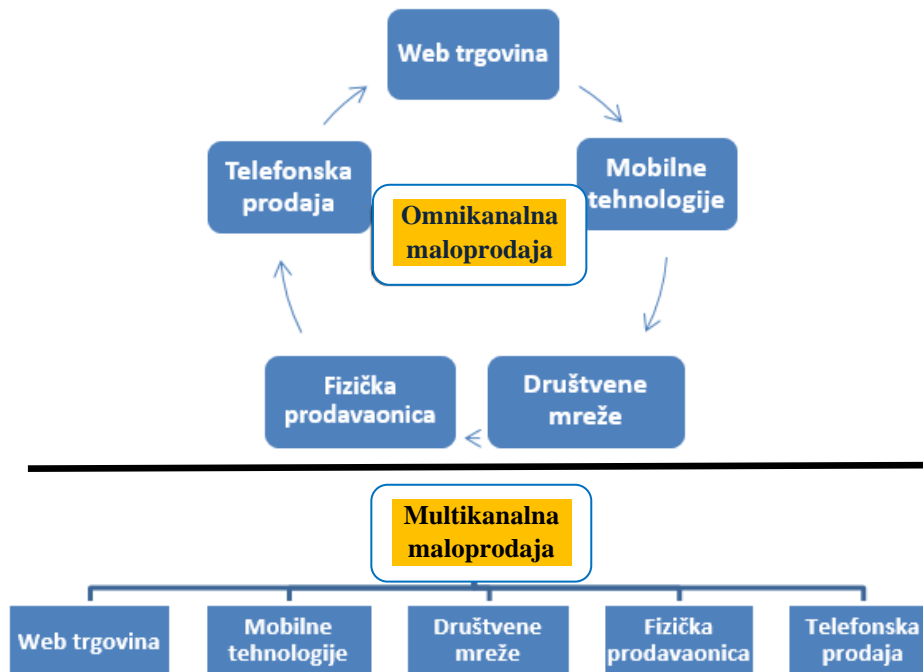 Web trgovina
Telefonska
prodaja
Mobilne
tehnologije
Omnikanalna
maloprodaja
Fizička
prodavaonica
Društvene
mreže
Multikanalna
maloprodaja
Web trgovina
Mobilne
tehnologije
Društvene
mreže
Fizička
prodavaonica
Telefonska
prodaja